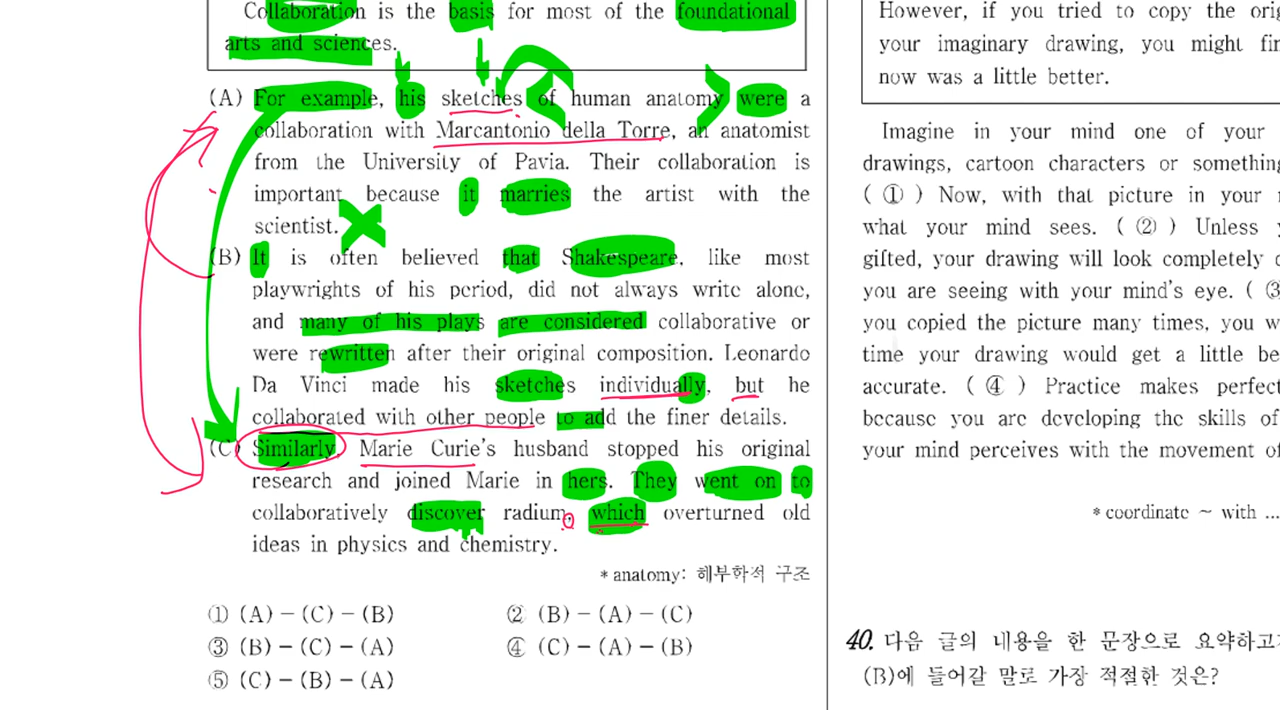 Collaboration is the basis for most of the foundational
arts and sciences.
(A) For example, his sketches of human anatomy were a
collaboration with Marcantonio della Torre, an anatomist
from the University of Pavia. Their collaboration is
important because it marries the artist with the
scientist.
(B) It is often believed that Shakespeare, like most
playwrights of his period, did not always write alone,
and many of his plays are considered collaborative or
were rewritten after their original composition. Leonardo
Da Vinci made his sketches individually, but he
collaborated with other people to add the finer details.
(C) Similarly, Marie Curie's husband stopped his original
research and joined Marie in hers. They went on to
collaboratively discover radium, which overturned old
ideas in physics and chemistry.
* anatomy: 해부학적 구조
① (A) - (C) - (B)
② (B) - (A) - (C)
③ (B) - (C) - (A)
④ (C) - (A) - (B)
⑤ (C) - (B) - (A)
However, if you tried to copy the
your imaginary drawing, you might
now was a little better.
Imagine in your mind one of your
drawings, cartoon characters or
( ① ) Now, with that picture in your
what your mind sees. ( ② ) Unless
gifted, your drawing will look completely
you are seeing with your mind's eye. ( ③
you copied the picture many times, you
time your drawing would get a little
accurate. ( ④ ) Practice makes
because you are developing the skills of
your mind perceives with the movement
* coordinate ~ with ...
40. 다음 글의 내용을 한 문장으로
(B)에 들어갈 말로 가장 적절한 것은?